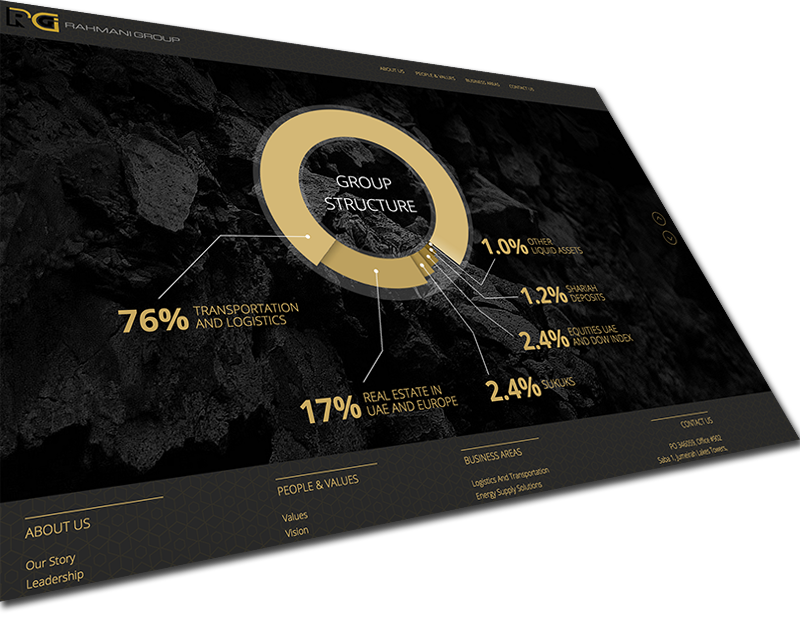 RG RAHMANI GROUP
ABOUT US PEOPLE & VALUES BUSINESS AREAS CONTACT US
GROUP
STRUCTURE
1.0% OTHER
LIQUID ASSETS
1.2% SHARIAH
DEPOSITS
76% TRANSPORTATION
AND LOGISTICS
2.4% EQUITIES UAE
AND DOW INDEX
2.4% SUKUKS
17% REAL ESTATE IN
UAE AND EUROPE
ABOUT US
Our Story
Leadership
PEOPLE & VALUES
Values
Vision
BUSINESS AREAS
Logistics And Transportation
Energy Supply Solutions
CONTACT US
PO 346059, Office #902
Saba 1, Jumeirah Lakes Towers,